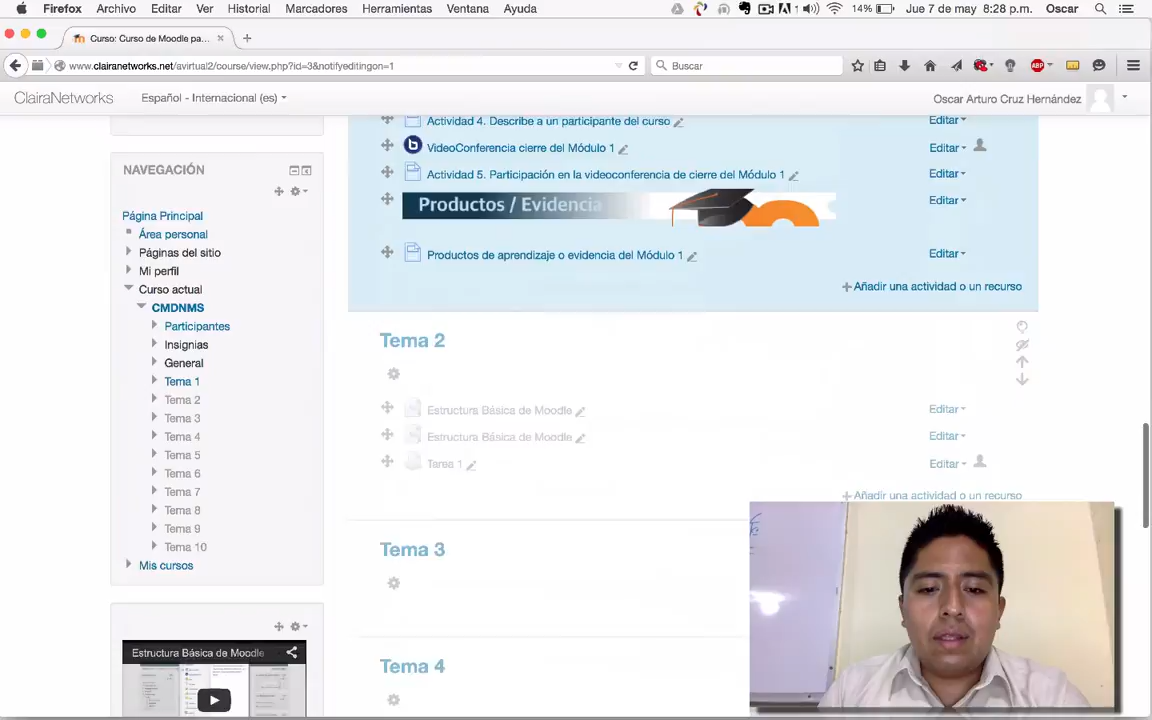 Firefox Archivo Editar Ver Historial Marcadores Herramientas Ventana Ayuda 1 14% Jue 7 de may 8:28 p.m. Oscar
Curso: Curso de Moodle pa...
www.clairanetworks.net/avirtual2/course/view.php?id=3&notifyeditingon=1 Buscar ABP
ClairaNetworks Español - Internacional (es) Oscar Arturo Cruz Hernández
Actividad 4. Describe a un participante del curso Editar
NAVEGACIÓN
Página Principal
Área personal
Páginas del sitio
Mi perfil
Curso actual
CMDNMS
Participantes
Insignias
General
Tema 1
Tema 2
Tema 3
Tema 4
Tema 5
Tema 6
Tema 7
Tema 8
Tema 9
Tema 10
Mis cursos
Estructura Básica de Moodle
b VideoConferencia cierre del Módulo 1 Editar
Actividad 5. Participación en la videoconferencia de cierre del Módulo 1 Editar
Productos / Evidencia Editar
Productos de aprendizaje o evidencia del Módulo 1 Editar
Añadir una actividad o un recurso
Tema 2
Estructura Básica de Moodle Editar
Estructura Básica de Moodle Editar
Tarea 1 Editar
Añadir una actividad o un recurso
Tema 3
Tema 4